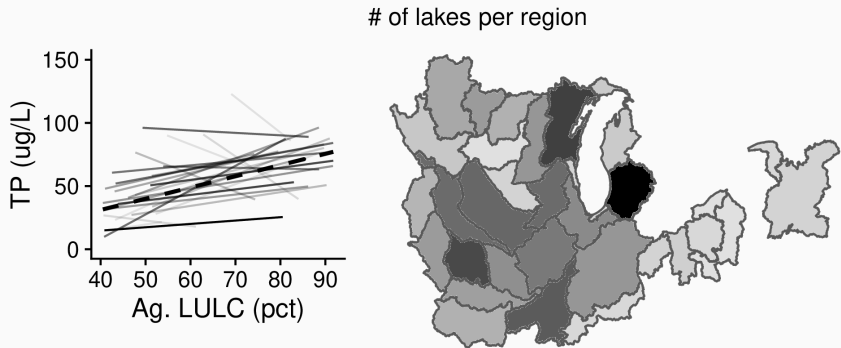 # of lakes per region
TP (ug/L)
150
100
50
0
40 50 60 70 80 90
Ag. LULC (pct)